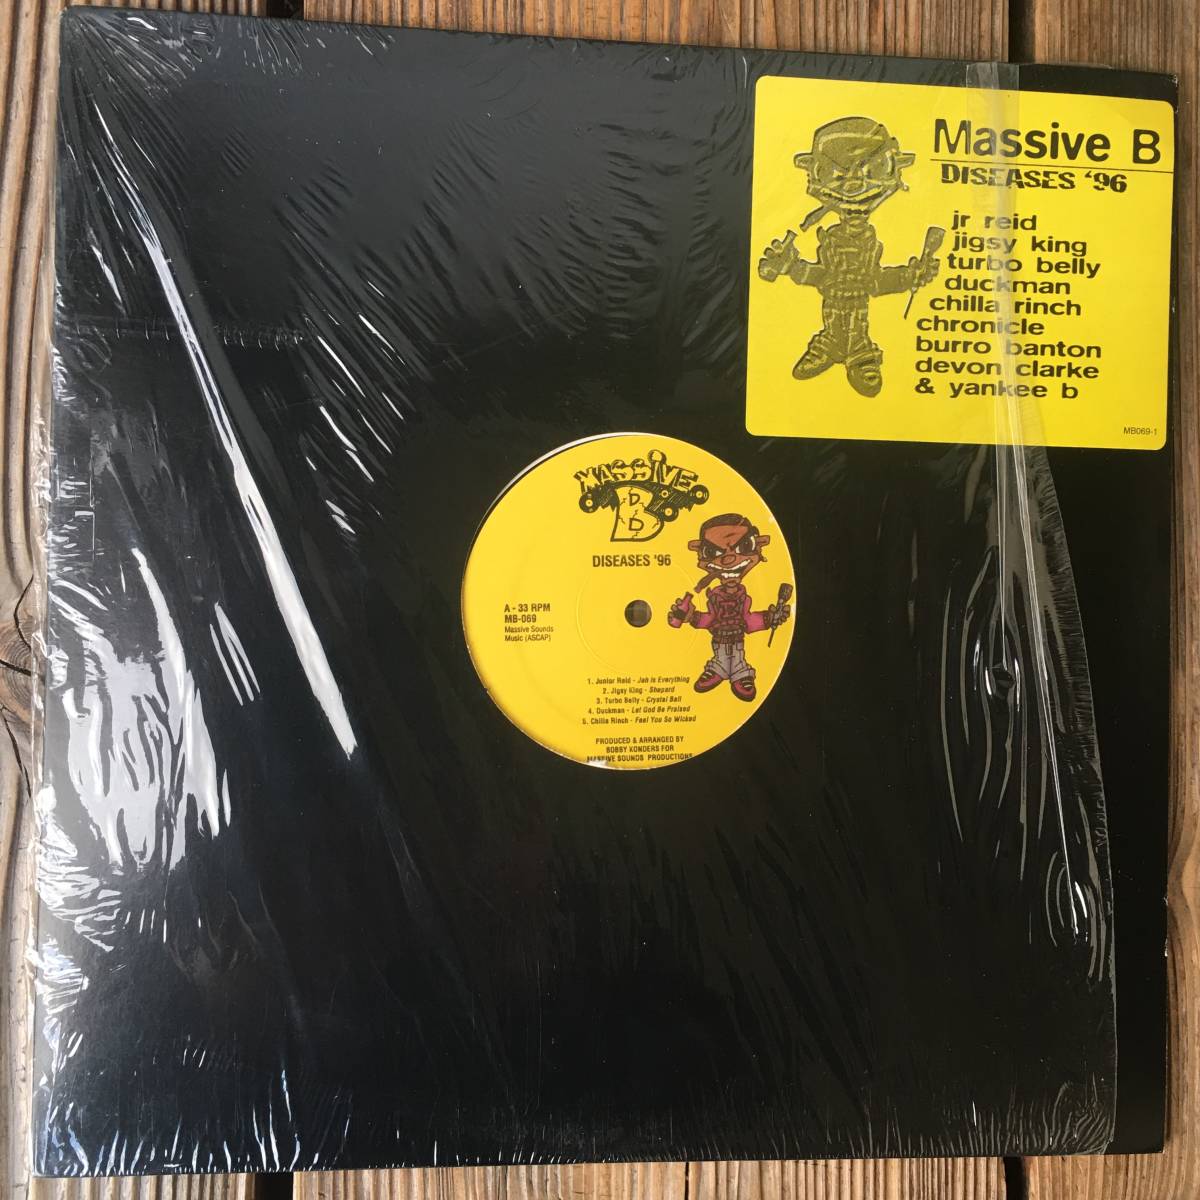 Massive B
DISEASES '96
jr reid
jigsy king
turbo belly
duckman
chilla rinch
chronicle
burro banton
devon clarke
& yankee b
MB069-1
MASSIVE
B
DISEASES '96
A - 33 RPM
MB-069
Massive Sounds
Music (ASCAP)
1. Junior Reid - Jah is Everything
2. Jigsy King - Shepard
3. Turbo Belly - Crystal Ball
4. Duckman - Let God Be Praised
5. Chilla Rinch - Feel You So Wicked
PRODUCED & ARRANGED BY
BOBBY KONDERS FOR
MASSIVE SOUNDS PRODUCTIONS